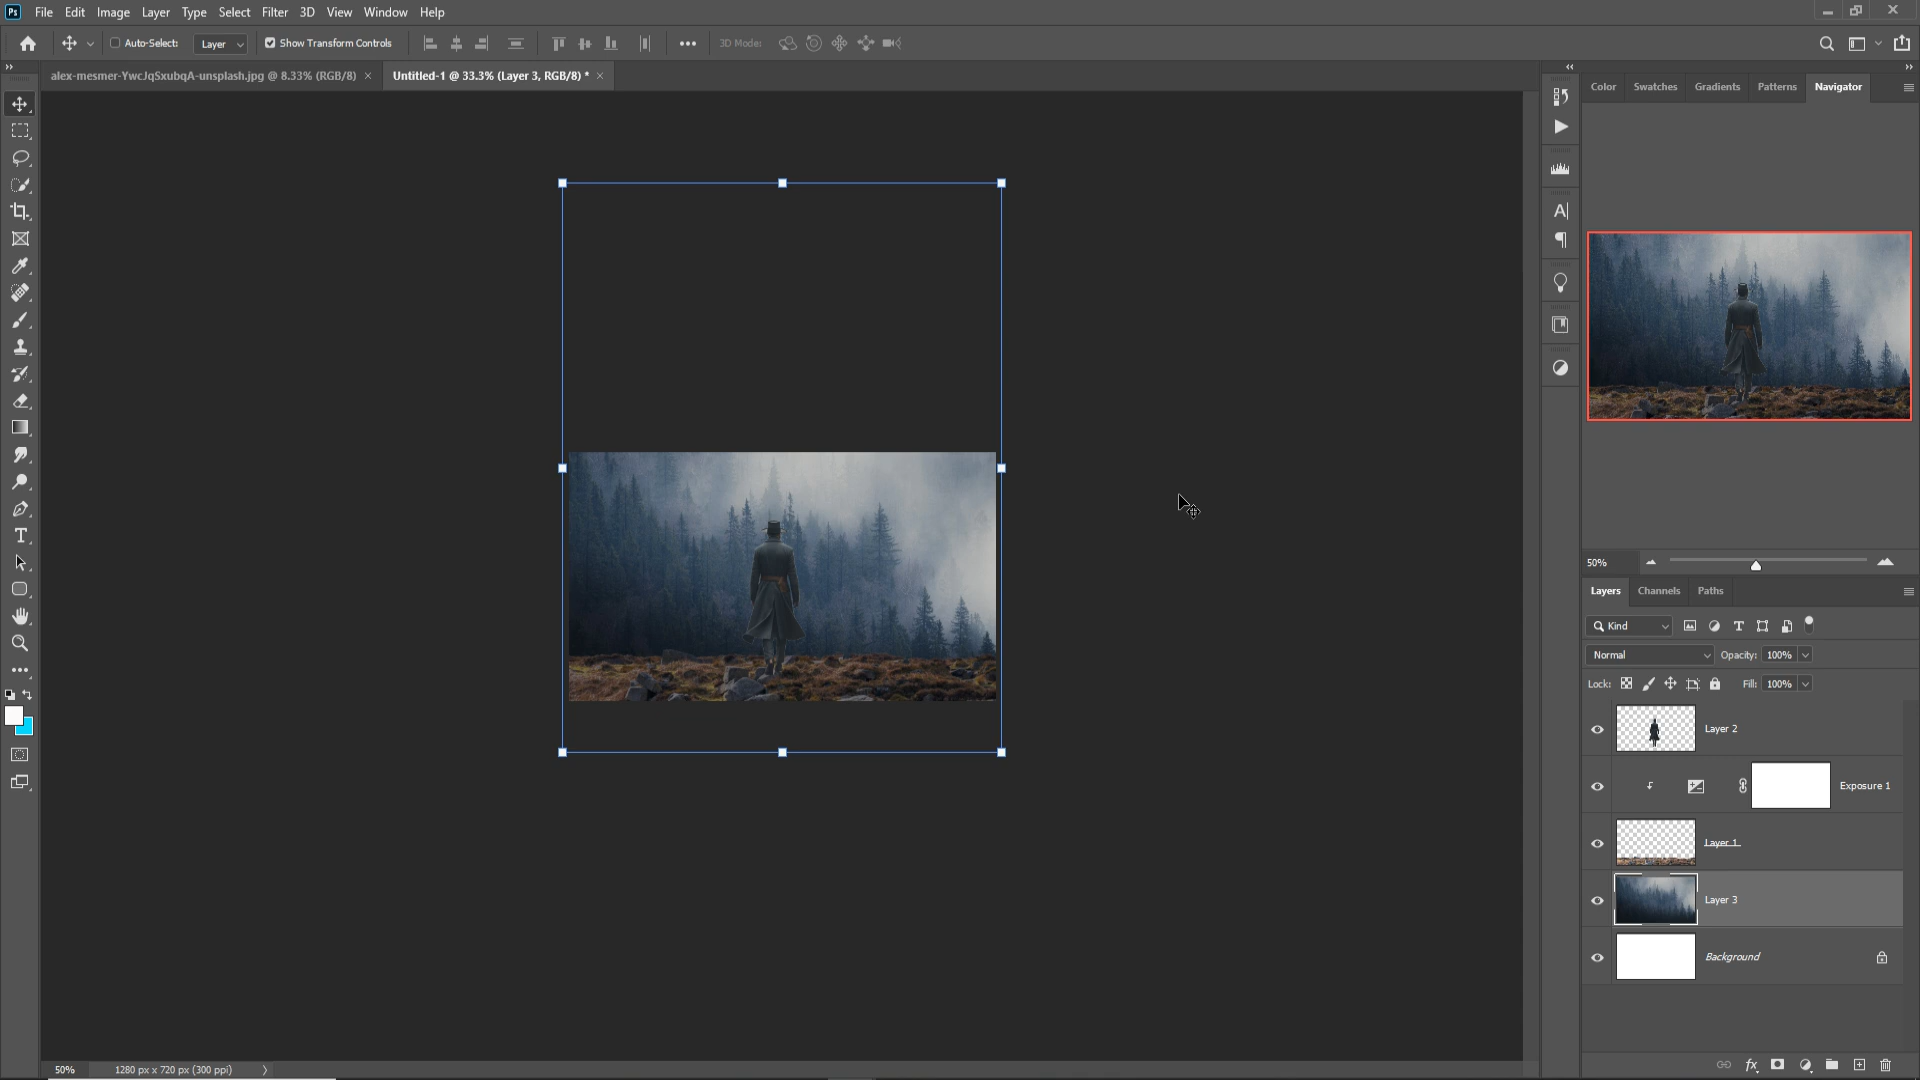 Ps File Edit Image Layer Type Select Filter 3D View Window Help
Auto-Select: Layer Show Transform Controls 3D Mode:
alex-mesmer-YwcJqSxubqA-unsplash.jpg @ 8.33% (RGB/8) × Untitled-1 @ 33.3% (Layer 3, RGB/8) * ×
Color Swatches Gradients Patterns Navigator
50%
Layers Channels Paths
Kind
Normal Opacity: 100%
Lock: Fill: 100%
Layer 2
Exposure 1
Layer 1
Layer 3
Background
50% 1280 px x 720 px (300 ppi)